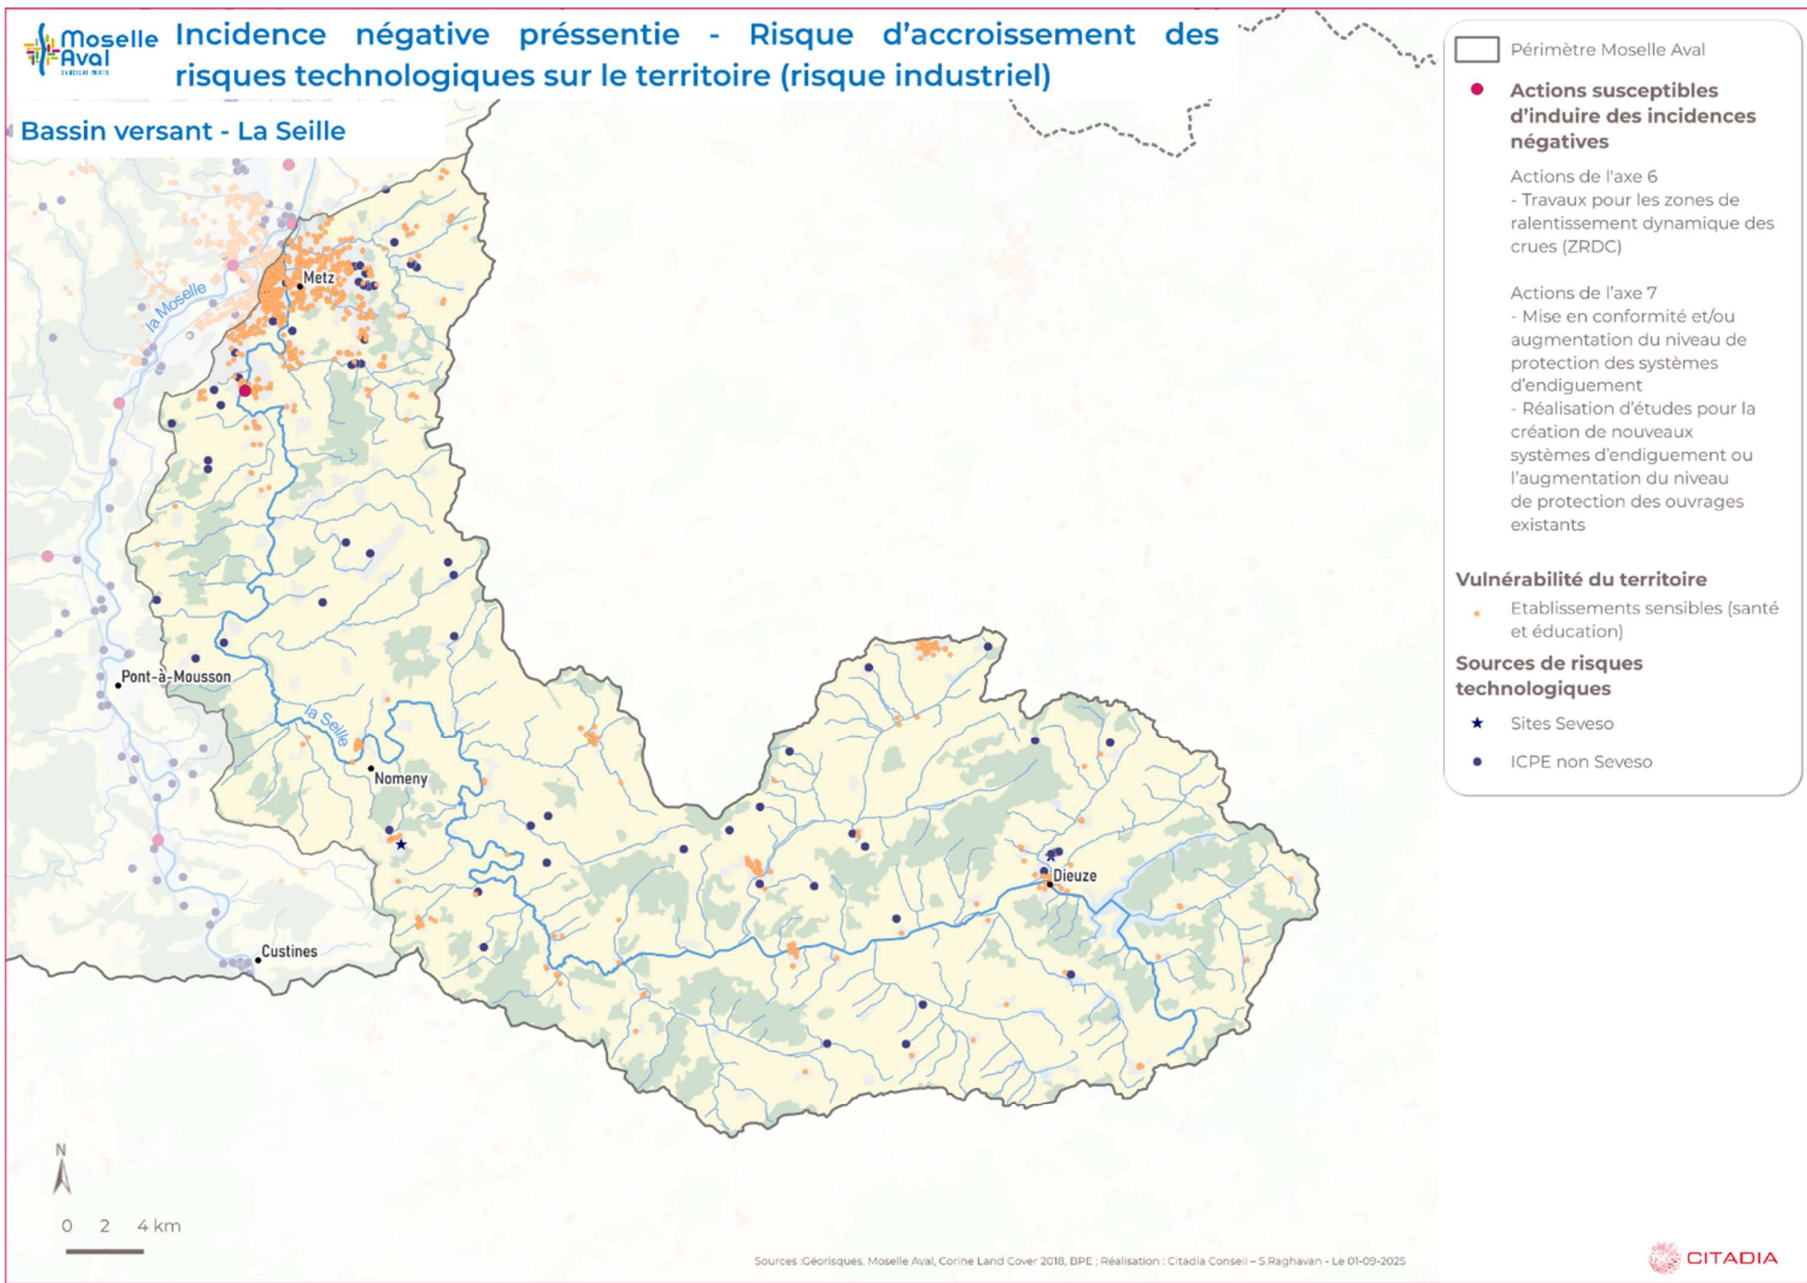 Moselle
Aval
SYNDICAT MIXTE
Incidence négative préssentie - Risque d'accroissement des
risques technologiques sur le territoire (risque industriel)
Bassin versant - La Seille
Metz
la Moselle
Pont-à-Mousson
la Seille
Nomeny
Dieuze
Custines
N
0 2 4 km
Périmètre Moselle Aval
Actions susceptibles
d'induire des incidences
négatives
Actions de l'axe 6
- Travaux pour les zones de
ralentissement dynamique des
crues (ZRDC)
Actions de l'axe 7
- Mise en conformité et/ou
augmentation du niveau de
protection des systèmes
d'endiguement
- Réalisation d'études pour la
création de nouveaux
systèmes d'endiguement ou
l'augmentation du niveau
de protection des ouvrages
existants
Vulnérabilité du territoire
Etablissements sensibles (santé
et éducation)
Sources de risques
technologiques
Sites Seveso
ICPE non Seveso
Sources :Géorisques, Moselle Aval, Corine Land Cover 2018, BPE ; Réalisation : Citadia Conseil – S.Raghavan - Le 01-09-2025
CITADIA